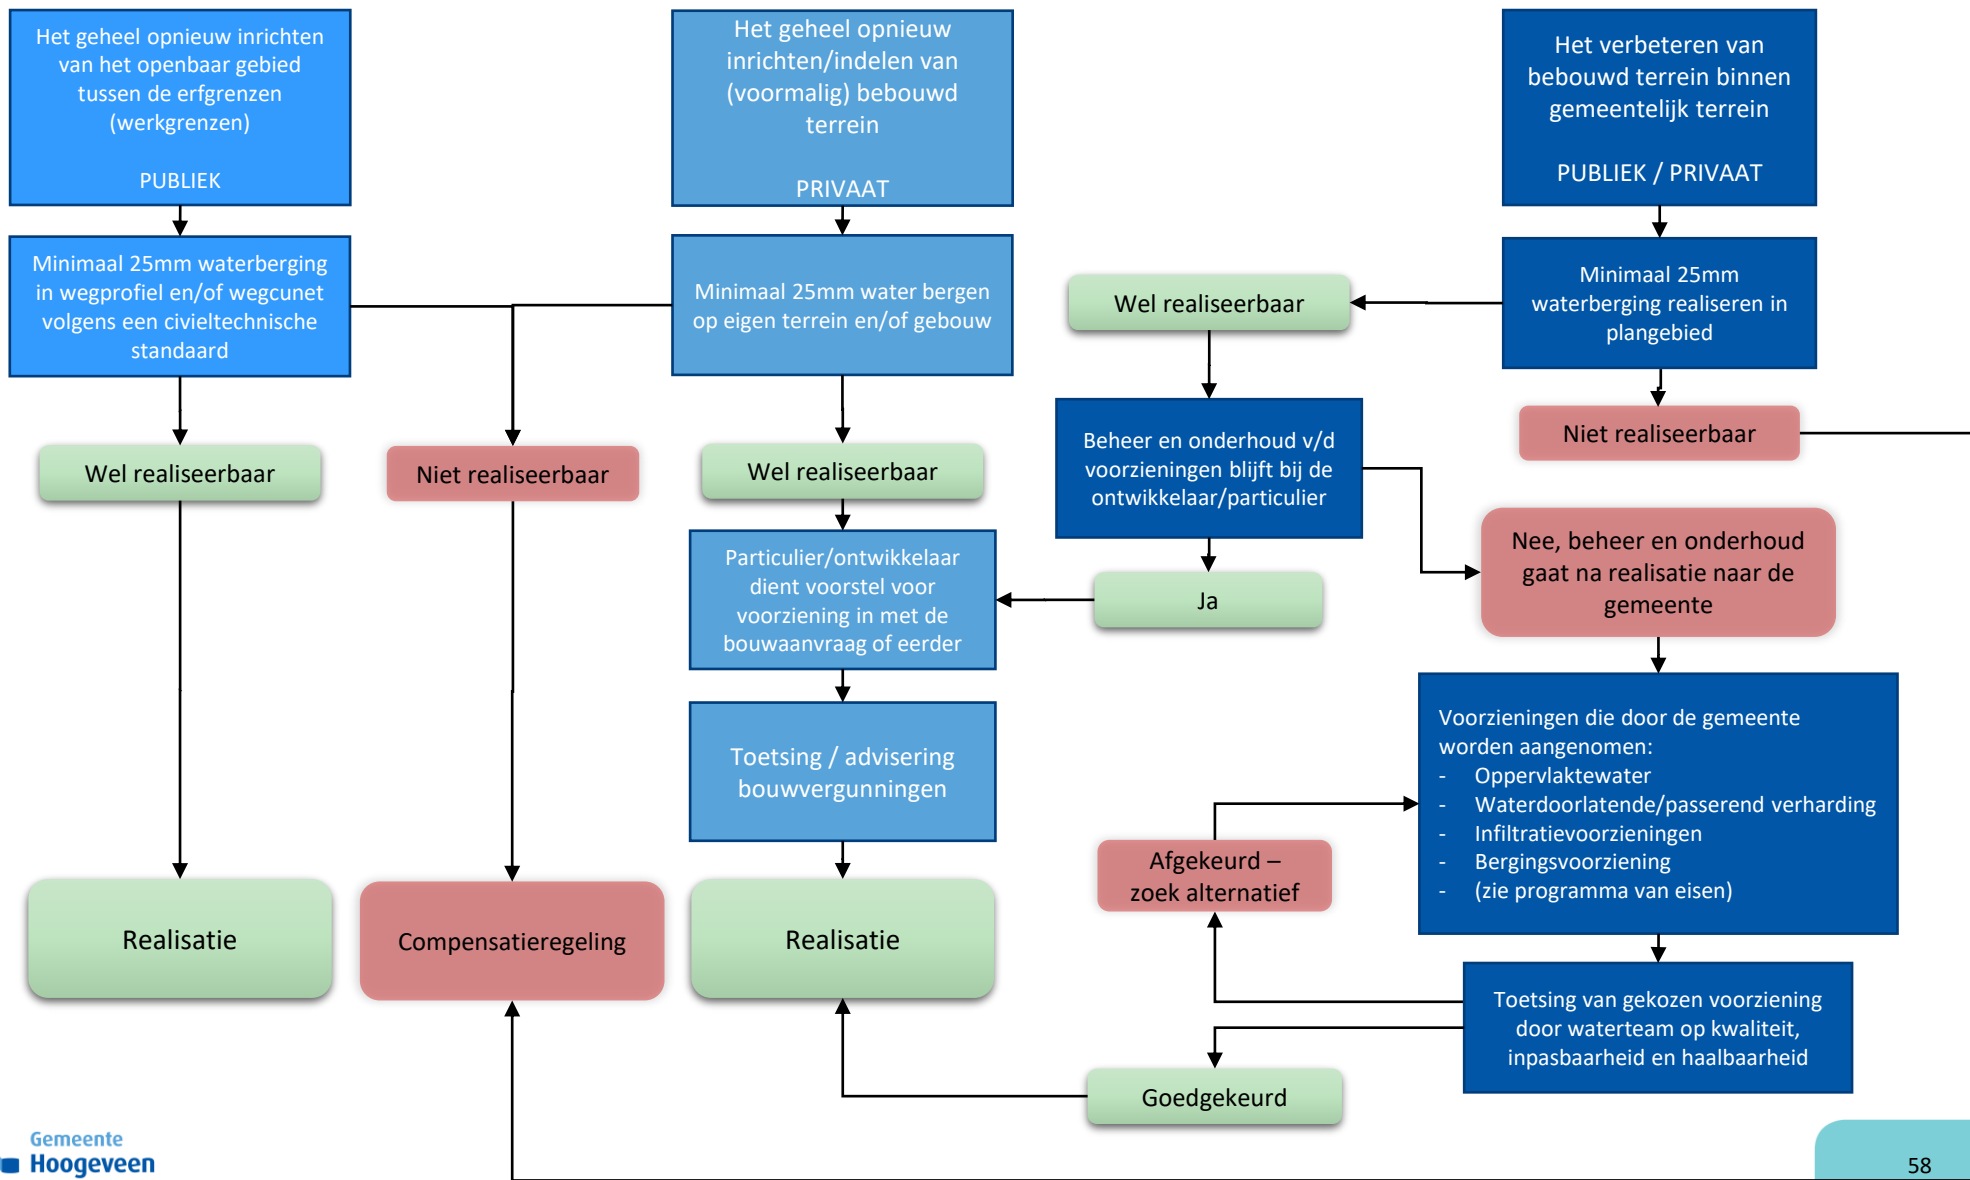 Het geheel opnieuw inrichten
van het openbaar gebied
tussen de erfgrenzen
(werkgrenzen)
PUBLIEK
Minimaal 25mm waterberging
in wegprofiel en/of wegcunet
volgens een civieltechnische
standaard
Wel realiseerbaar
Realisatie
Niet realiseerbaar
Compensatieregeling
Het geheel opnieuw
inrichten/indelen van
(voormalig) bebouwd
terrein
PRIVAAT
Minimaal 25mm water bergen
op eigen terrein en/of gebouw
Wel realiseerbaar
Particulier/ontwikkelaar
dient voorstel voor
voorziening in met de
bouwaanvraag of eerder
Toetsing / advisering
bouwvergunningen
Realisatie
Het verbeteren van
bebouwd terrein binnen
gemeentelijk terrein
PUBLIEK / PRIVAAT
Minimaal 25mm
waterberging realiseren in
plangebied
Wel realiseerbaar
Niet realiseerbaar
Beheer en onderhoud v/d
voorzieningen blijft bij de
ontwikkelaar/particulier
Ja
Nee, beheer en onderhoud
gaat na realisatie naar de
gemeente
Voorzieningen die door de gemeente
worden aangenomen:
- Oppervlaktewater
- Waterdoorlatende/passerend verharding
- Infiltratievoorzieningen
- Bergingsvoorziening
- (zie programma van eisen)
Afgekeurd –
zoek alternatief
Toetsing van gekozen voorziening
door waterteam op kwaliteit,
inpasbaarheid en haalbaarheid
Goedgekeurd
Gemeente
Hoogeveen
58